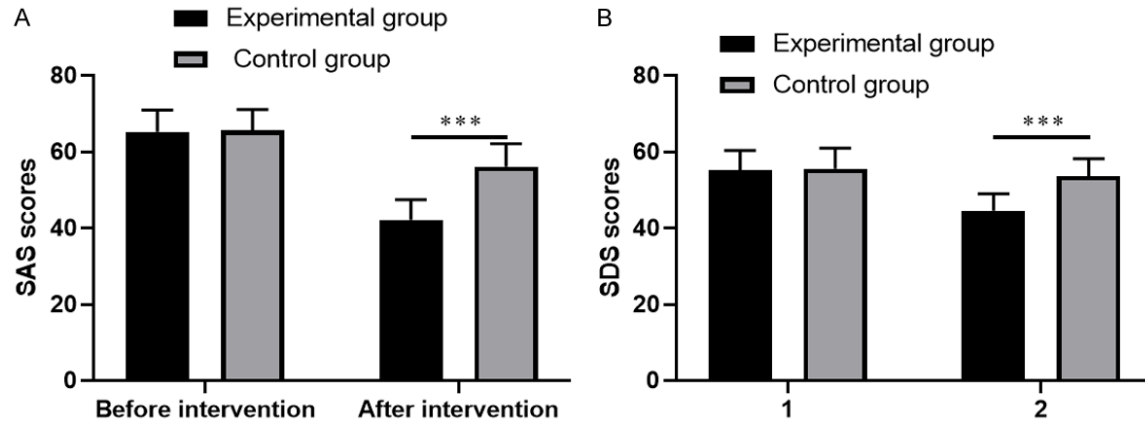 A
Experimental group
Control group
SAS scores
80
60
40
20
0
***
Before intervention
After intervention
B
Experimental group
Control group
SDS scores
80
60
40
20
0
***
1
2